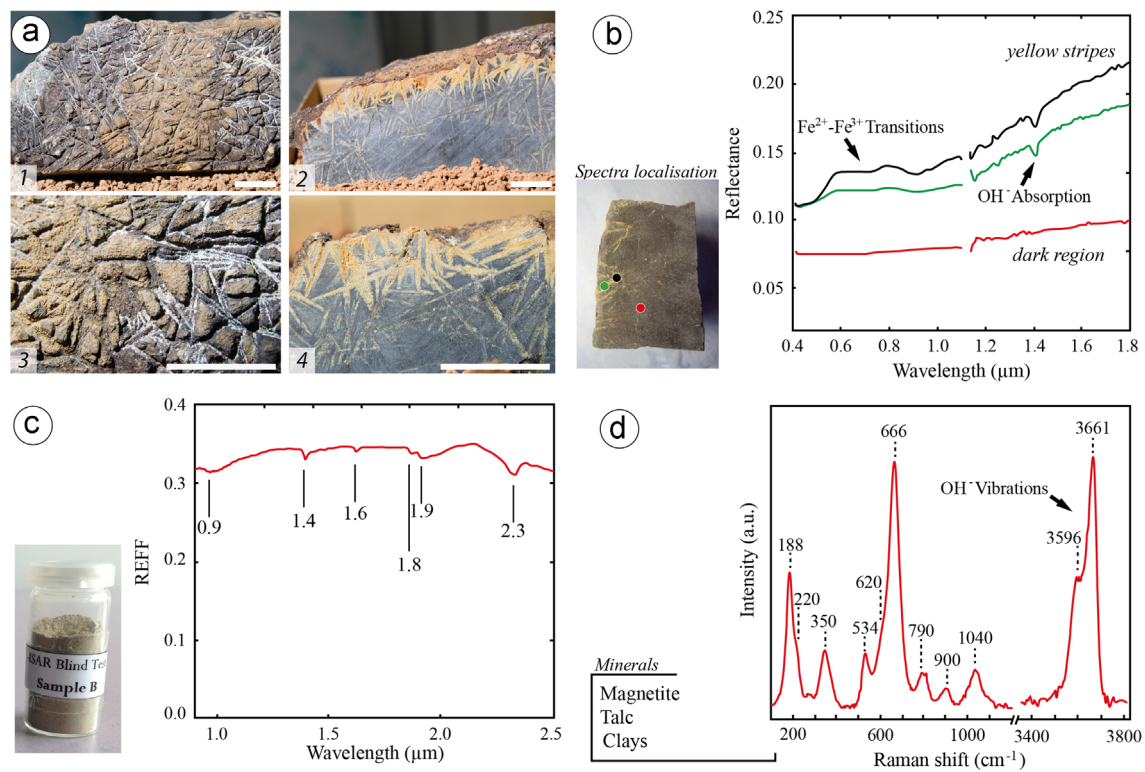 a
1
2
3
4
b
Spectra localisation
Reflectance
0.20
0.15
0.10
0.05
yellow stripes
Fe²⁺-Fe³⁺ Transitions
OH⁻ Absorption
dark region
0.4 0.6 0.8 1.0 1.2 1.4 1.6 1.8
Wavelength (µm)
c
ISAR Blind Tes
Sample B
REFF
0.4
0.3
0.2
0.1
0.0
0.9
1.4
1.6
1.8
1.9
2.3
1.0 1.5 2.0 2.5
Wavelength (µm)
d
Minerals
Magnetite
Talc
Clays
Intensity (a.u.)
188
220
350
534
620
666
790
900
1040
OH⁻ Vibrations
3596
3661
200 600 1000 3400 3800
Raman shift (cm⁻¹)